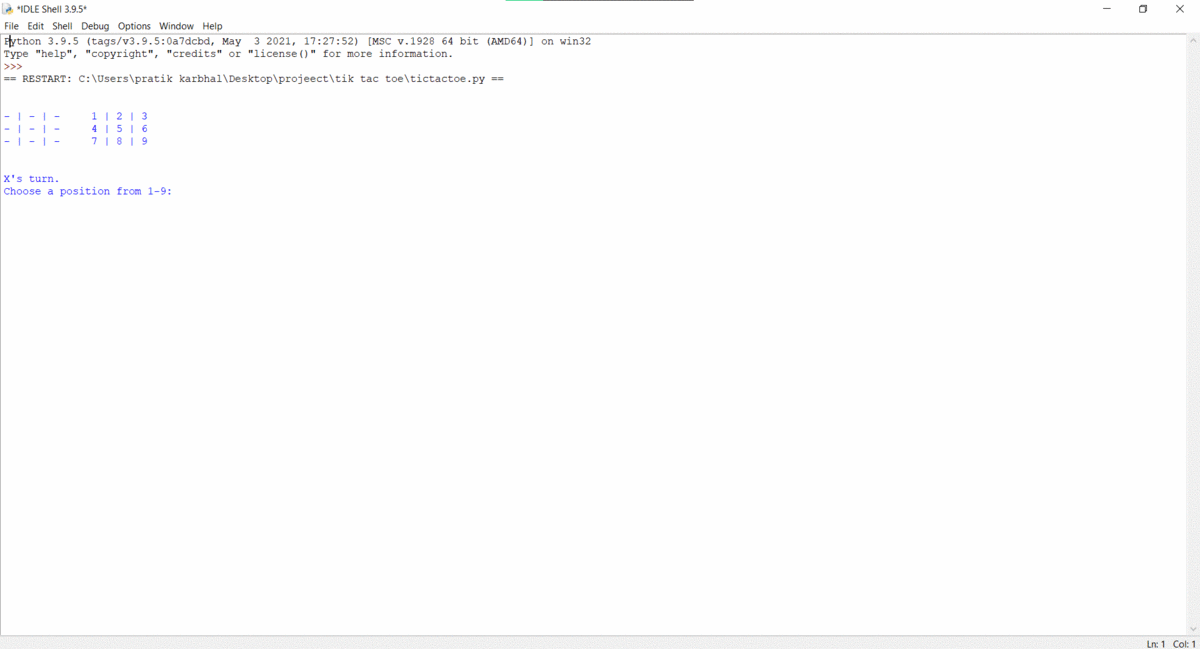 *IDLE Shell 3.9.5*
File Edit Shell Debug Options Window Help
Python 3.9.5 (tags/v3.9.5:0a7dcbd, May  3 2021, 17:27:52) [MSC v.1928 64 bit (AMD64)] on win32
Type "help", "copyright", "credits" or "license()" for more information.
>>>
== RESTART: C:\Users\pratik karbhal\Desktop\projeect\tik tac toe\tictactoe.py ==
- | - | -     1 | 2 | 3
- | - | -     4 | 5 | 6
- | - | -     7 | 8 | 9
X's turn.
Choose a position from 1-9:
Ln: 1 Col: 1